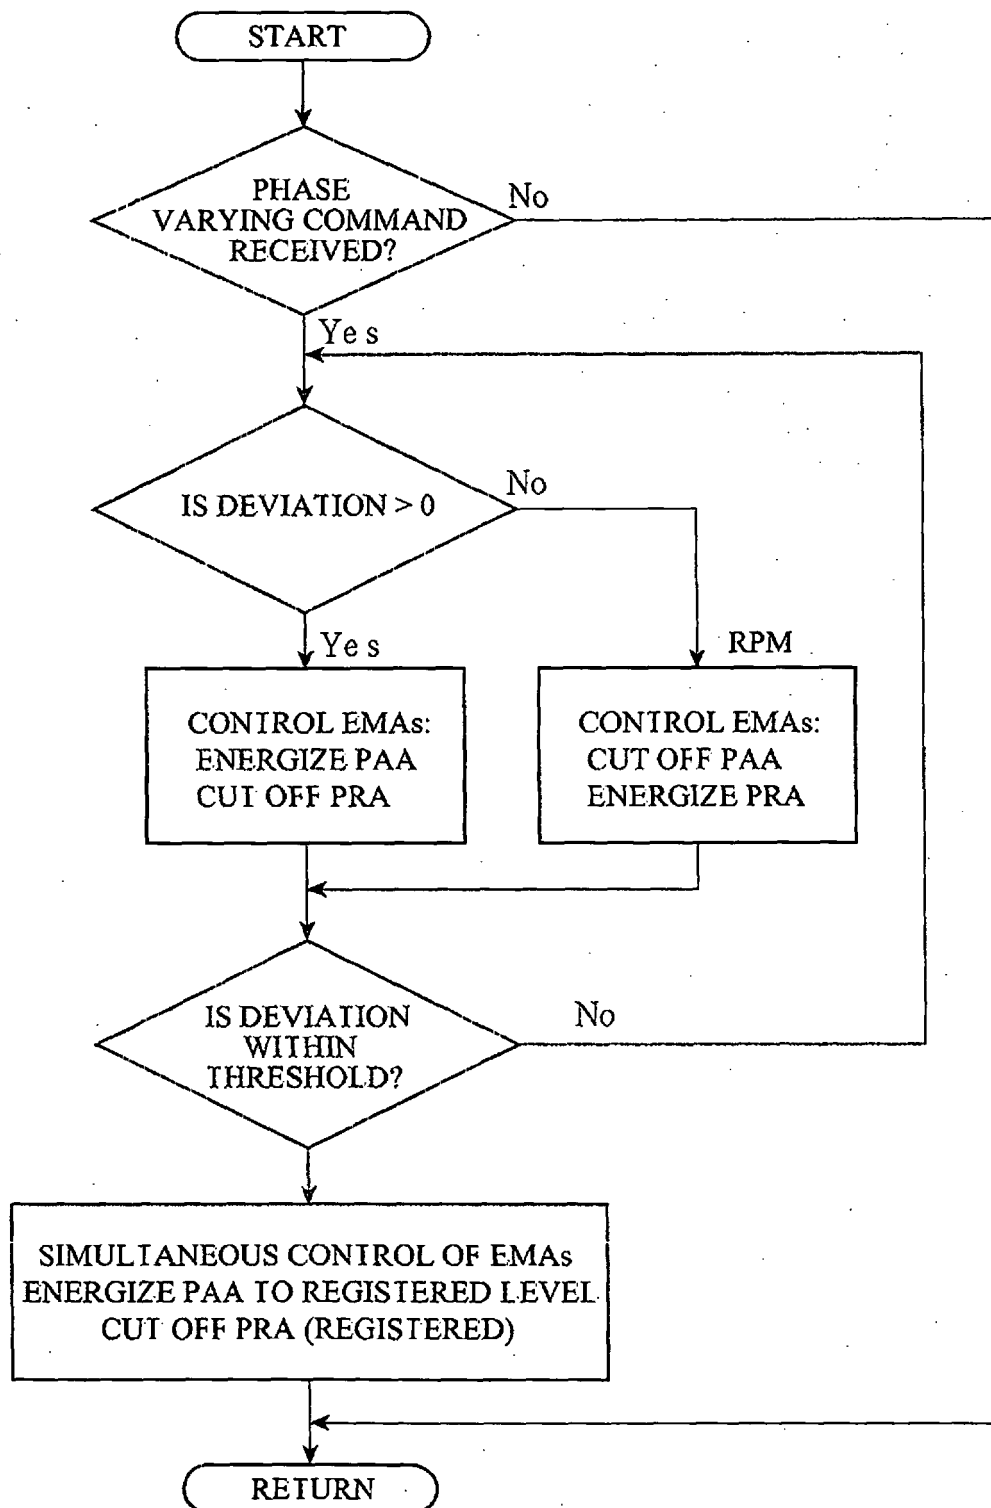 START
PHASE
VARYING COMMAND
RECEIVED?
No
Yes
IS DEVIATION > 0
No
Yes
RPM
CONTROL EMAs:
ENERGIZE PAA
CUT OFF PRA
CONTROL EMAs:
CUT OFF PAA
ENERGIZE PRA
IS DEVIATION
WITHIN
THRESHOLD?
No
SIMULTANEOUS CONTROL OF EMAs
ENERGIZE PAA TO REGISTERED LEVEL
CUT OFF PRA (REGISTERED)
RETURN